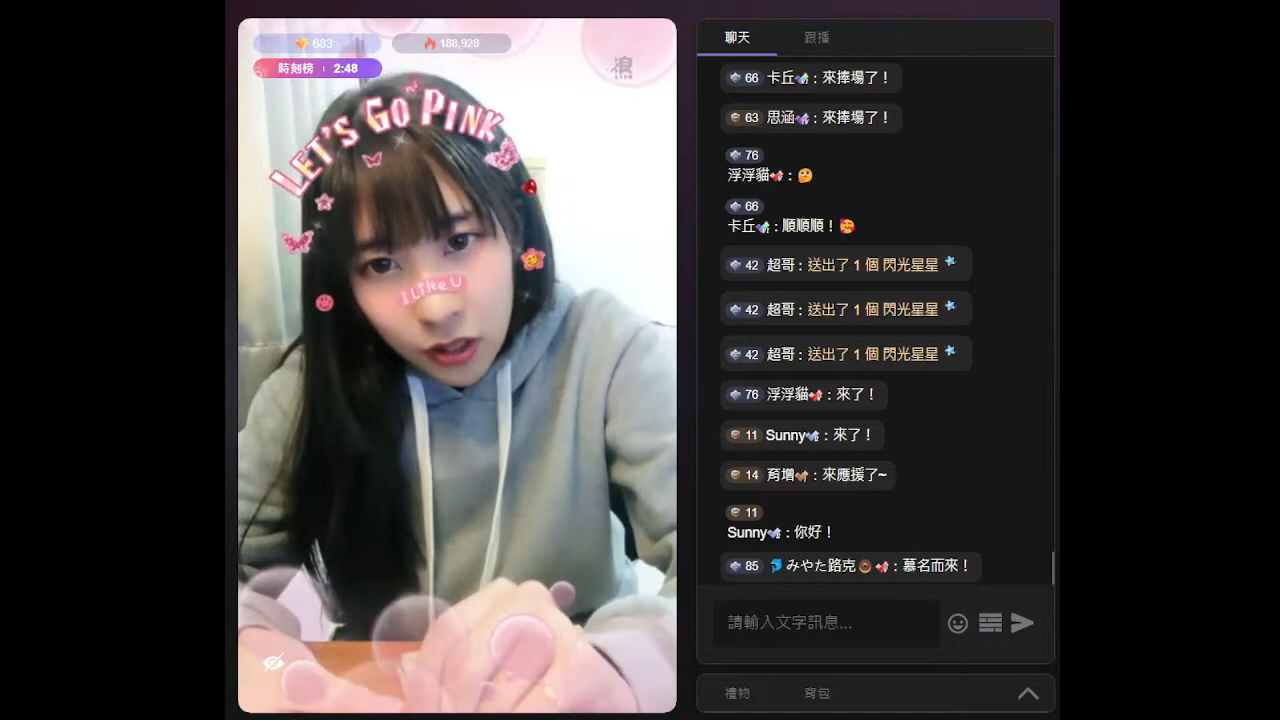 683
188,928
時刻榜 2:48
浪
LIVE
LET'S GO PINK
I Like U
聊天 跟播
66 卡丘：來捧場了！
63 思涵：來捧場了！
76
浮浮貓：
66
卡丘：順順順！
42 超哥：送出了 1 個 閃光星星
42 超哥：送出了 1 個 閃光星星
42 超哥：送出了 1 個 閃光星星
76 浮浮貓：來了！
11 Sunny：來了！
14 育增：來應援了~
11
Sunny：你好！
85 みやた路克：慕名而來！
請輸入文字訊息...
禮物 背包